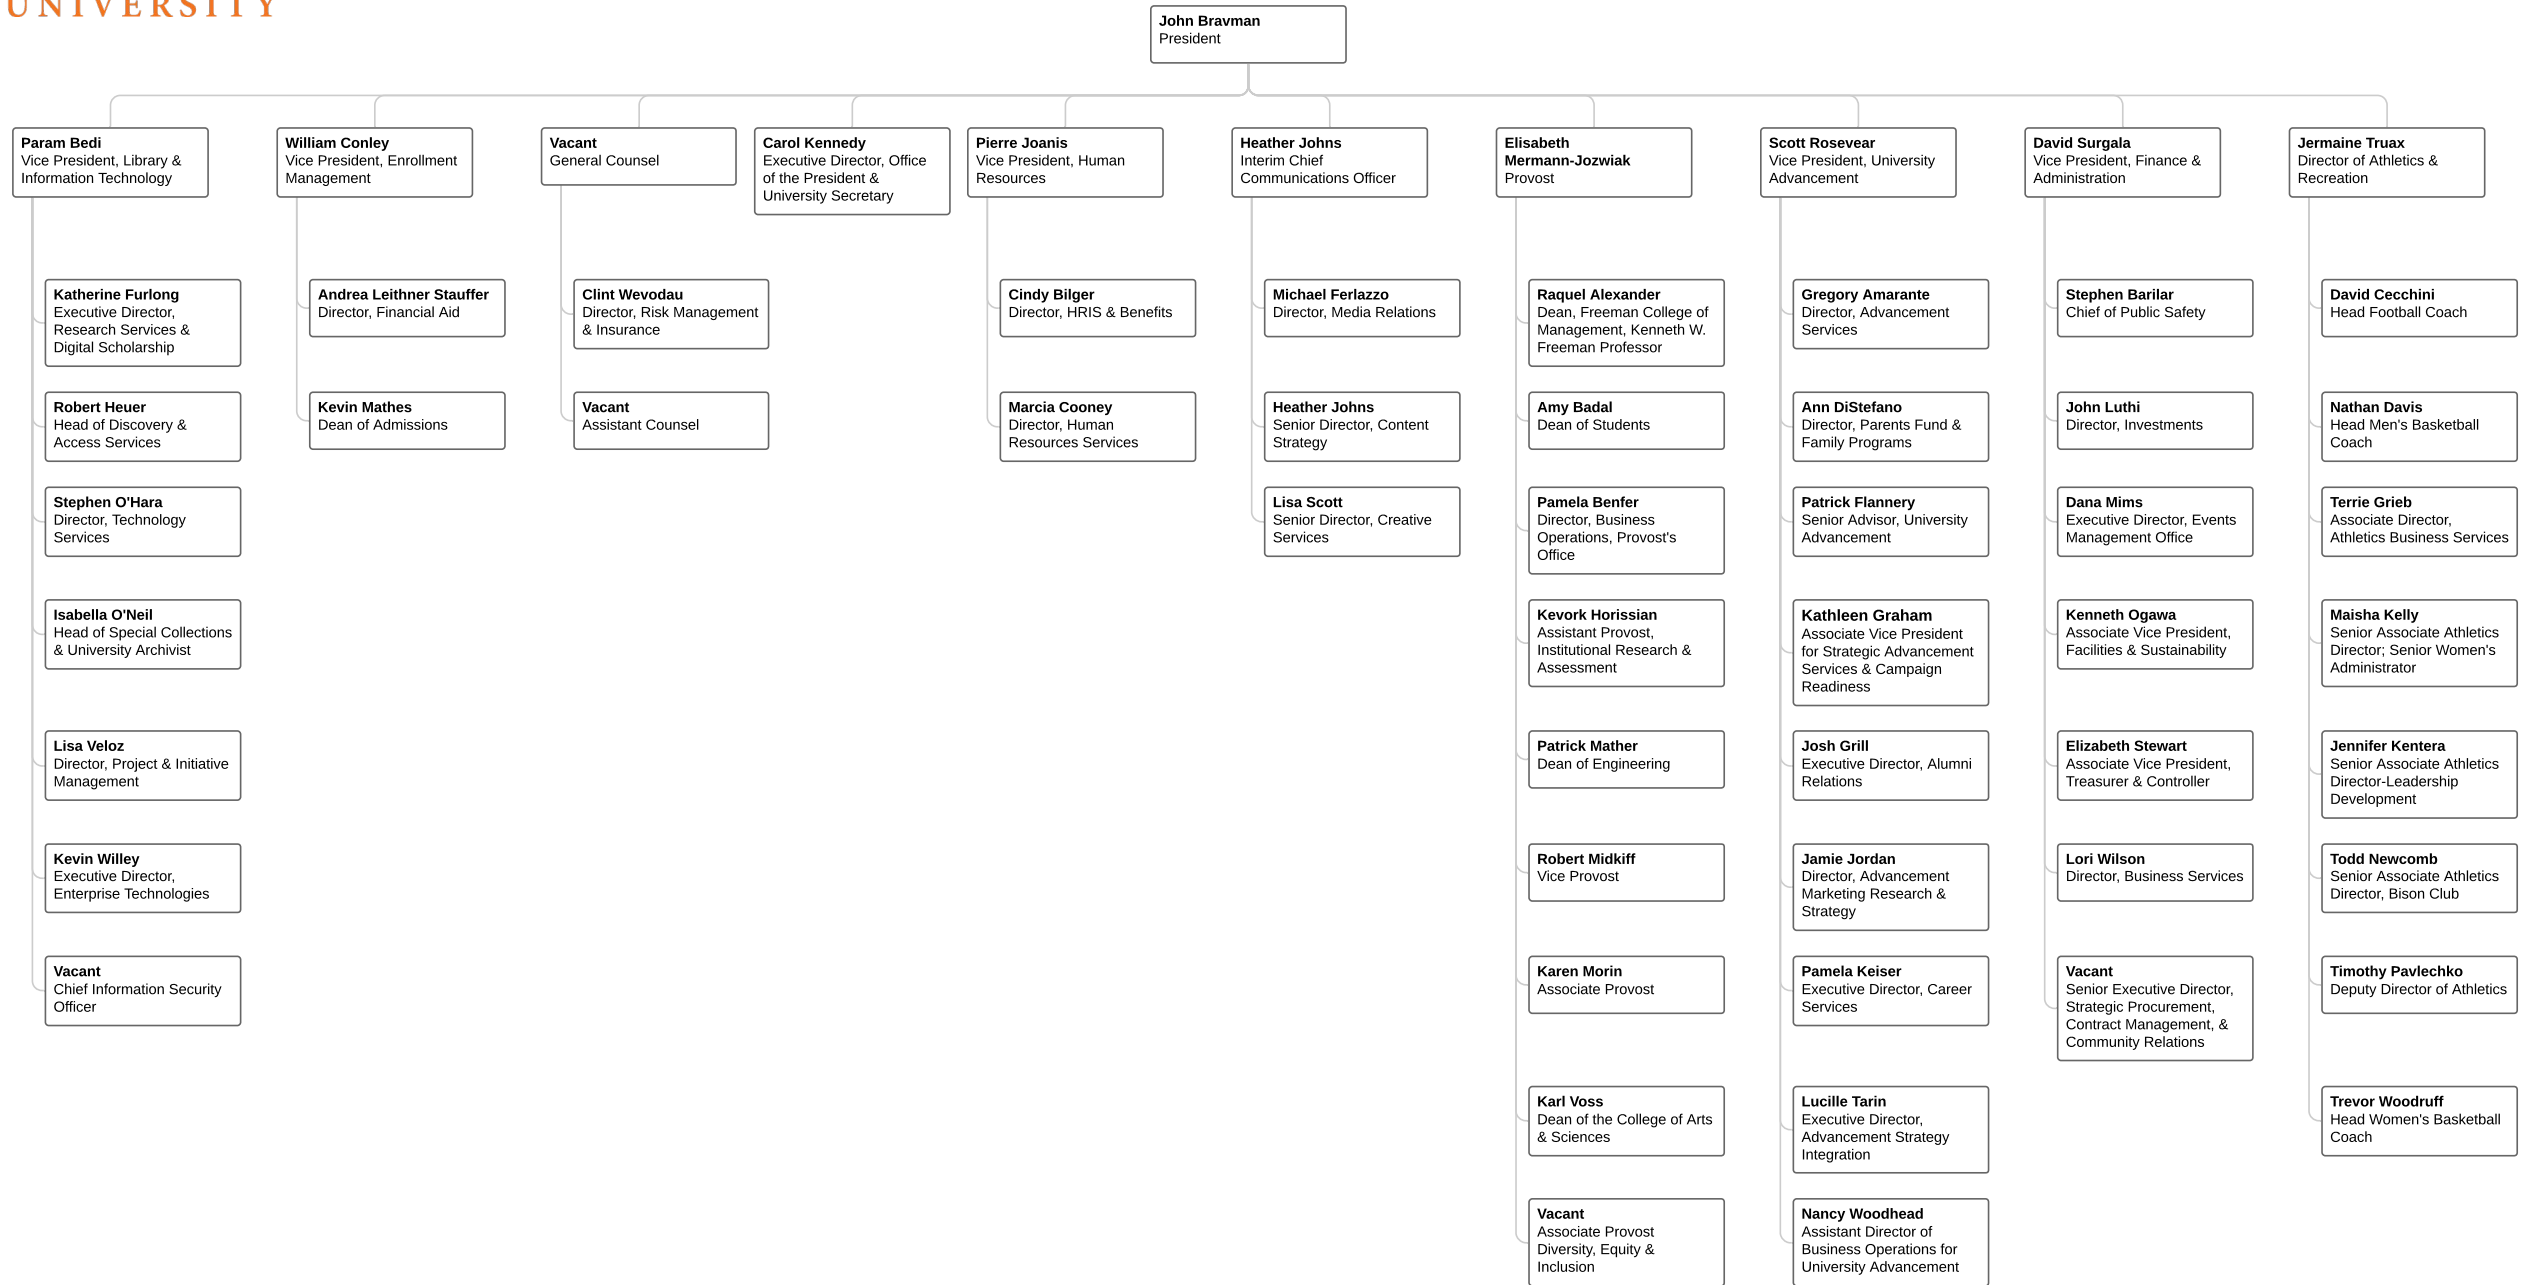 UNIVERSITY
John Bravman
President
Param Bedi
Vice President, Library &
Information Technology
William Conley
Vice President, Enrollment
Management
Vacant
General Counsel
Carol Kennedy
Executive Director, Office
of the President &
University Secretary
Pierre Joanis
Vice President, Human
Resources
Heather Johns
Interim Chief
Communications Officer
Elisabeth
Mermann-Jozwiak
Provost
Scott Rosevear
Vice President, University
Advancement
David Surgala
Vice President, Finance &
Administration
Jermaine Truax
Director of Athletics &
Recreation
Katherine Furlong
Executive Director,
Research Services &
Digital Scholarship
Robert Heuer
Head of Discovery &
Access Services
Stephen O'Hara
Director, Technology
Services
Isabella O'Neil
Head of Special Collections
& University Archivist
Lisa Veloz
Director, Project & Initiative
Management
Kevin Willey
Executive Director,
Enterprise Technologies
Vacant
Chief Information Security
Officer
Andrea Leithner Stauffer
Director, Financial Aid
Kevin Mathes
Dean of Admissions
Clint Wevodau
Director, Risk Management
& Insurance
Vacant
Assistant Counsel
Cindy Bilger
Director, HRIS & Benefits
Marcia Cooney
Director, Human
Resources Services
Michael Ferlazzo
Director, Media Relations
Heather Johns
Senior Director, Content
Strategy
Lisa Scott
Senior Director, Creative
Services
Raquel Alexander
Dean, Freeman College of
Management, Kenneth W.
Freeman Professor
Amy Badal
Dean of Students
Pamela Benfer
Director, Business
Operations, Provost's
Office
Kevork Horissian
Assistant Provost,
Institutional Research &
Assessment
Patrick Mather
Dean of Engineering
Robert Midkiff
Vice Provost
Karen Morin
Associate Provost
Karl Voss
Dean of the College of Arts
& Sciences
Vacant
Associate Provost
Diversity, Equity &
Inclusion
Gregory Amarante
Director, Advancement
Services
Ann DiStefano
Director, Parents Fund &
Family Programs
Patrick Flannery
Senior Advisor, University
Advancement
Kathleen Graham
Associate Vice President
for Strategic Advancement
Services & Campaign
Readiness
Josh Grill
Executive Director, Alumni
Relations
Jamie Jordan
Director, Advancement
Marketing Research &
Strategy
Pamela Keiser
Executive Director, Career
Services
Lucille Tarin
Executive Director,
Advancement Strategy
Integration
Nancy Woodhead
Assistant Director of
Business Operations for
University Advancement
Stephen Barilar
Chief of Public Safety
John Luthi
Director, Investments
Dana Mims
Executive Director, Events
Management Office
Kenneth Ogawa
Associate Vice President,
Facilities & Sustainability
Elizabeth Stewart
Associate Vice President,
Treasurer & Controller
Lori Wilson
Director, Business Services
Vacant
Senior Executive Director,
Strategic Procurement,
Contract Management, &
Community Relations
David Cecchini
Head Football Coach
Nathan Davis
Head Men's Basketball
Coach
Terrie Grieb
Associate Director,
Athletics Business Services
Maisha Kelly
Senior Associate Athletics
Director; Senior Women's
Administrator
Jennifer Kentera
Senior Associate Athletics
Director-Leadership
Development
Todd Newcomb
Senior Associate Athletics
Director, Bison Club
Timothy Pavlechko
Deputy Director of Athletics
Trevor Woodruff
Head Women's Basketball
Coach